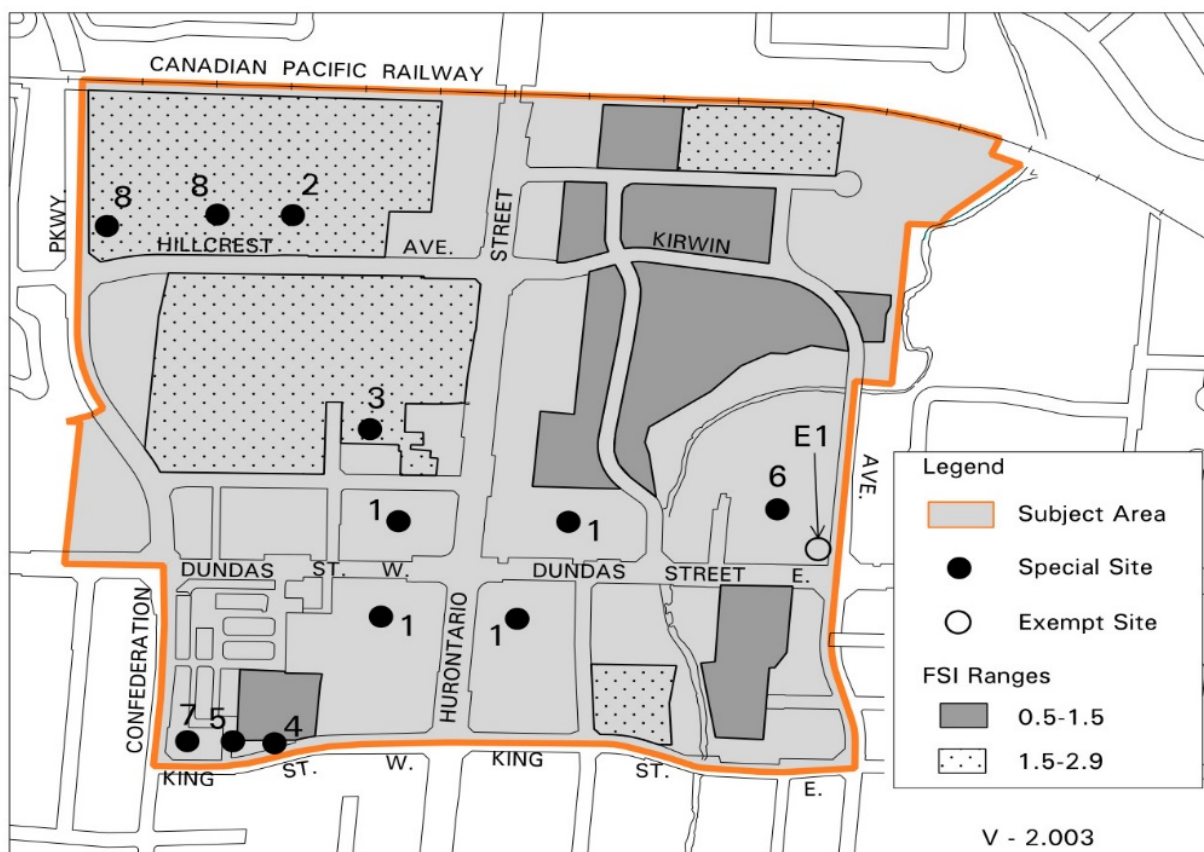 CANADIAN PACIFIC RAILWAY
PKWY.
8
8
2
HILLCREST AVE.
STREET
KIRWIN
3
E1
6
AVE.
1
1
DUNDAS ST. W.
DUNDAS STREET E.
1
1
CONFEDERATION
HURONTARIO
7
5
4
KING ST. W.
KING ST. E.
Legend
Subject Area
Special Site
Exempt Site
FSI Ranges
0.5-1.5
1.5-2.9
V - 2.003